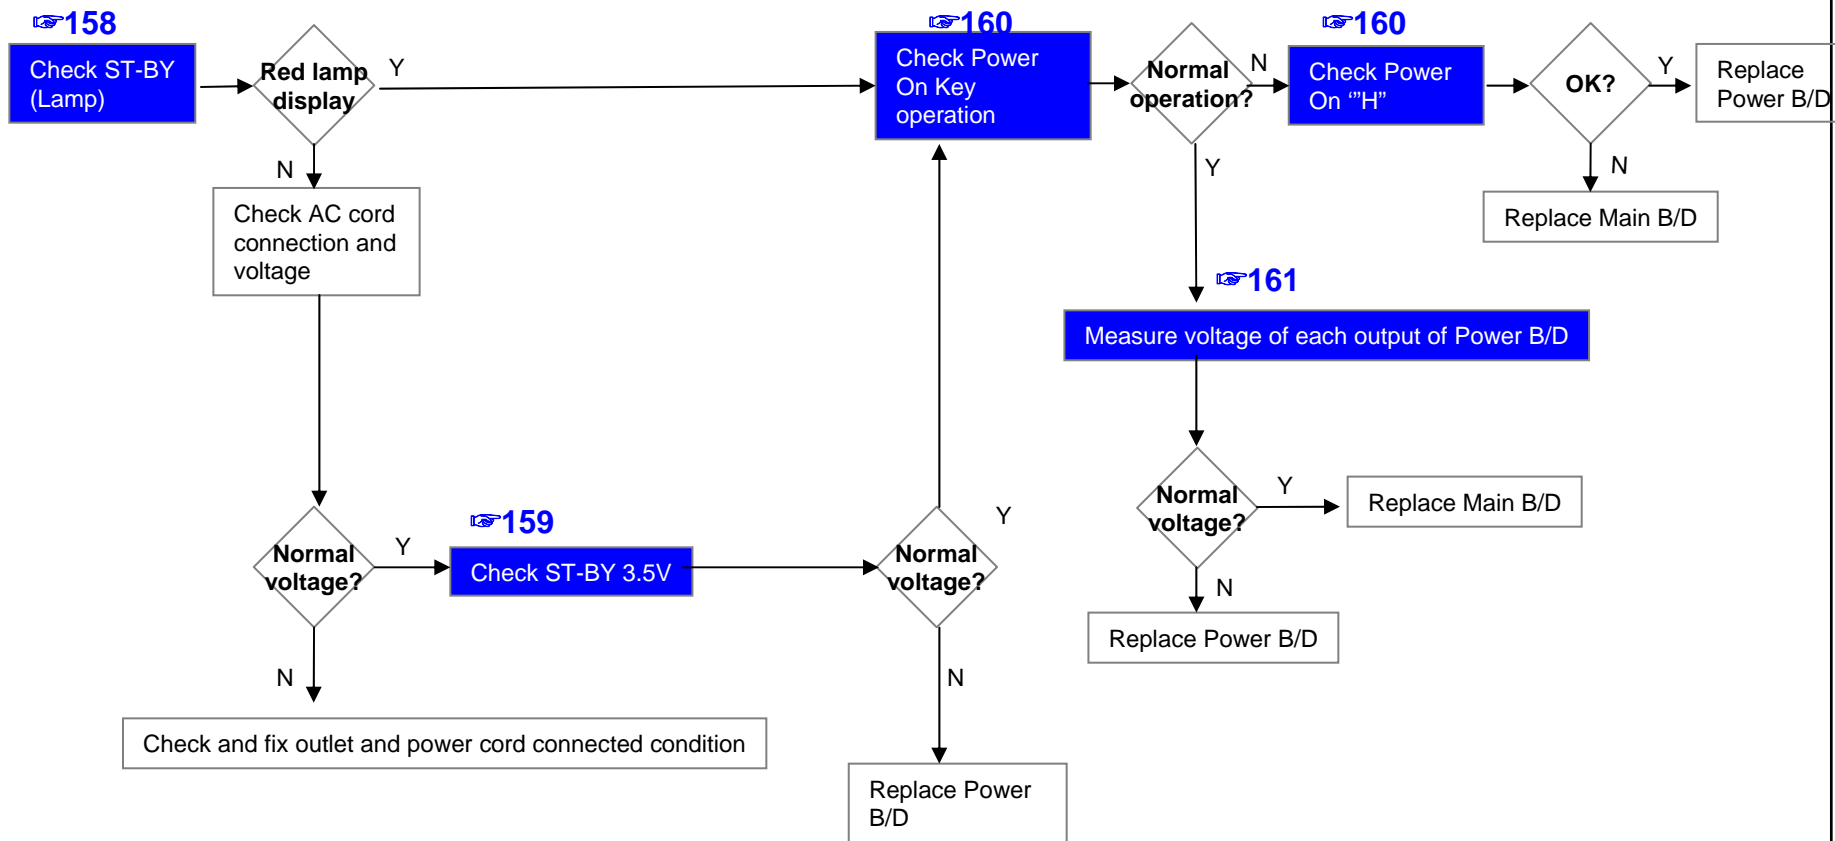 ☞158
Check ST-BY
(Lamp)
Red lamp
display
Y
N
☞160
Check Power
On Key
operation
Normal
operation?
N
Y
☞160
Check Power
On “”H”
OK?
Y
N
Replace
Power B/D
Replace Main B/D
Check AC cord
connection and
voltage
☞161
Measure voltage of each output of Power B/D
Normal
voltage?
Y
N
Replace Main B/D
Replace Power B/D
Normal
voltage?
Y
N
☞159
Check ST-BY 3.5V
Normal
voltage?
Y
N
Check and fix outlet and power cord connected condition
Replace Power
B/D